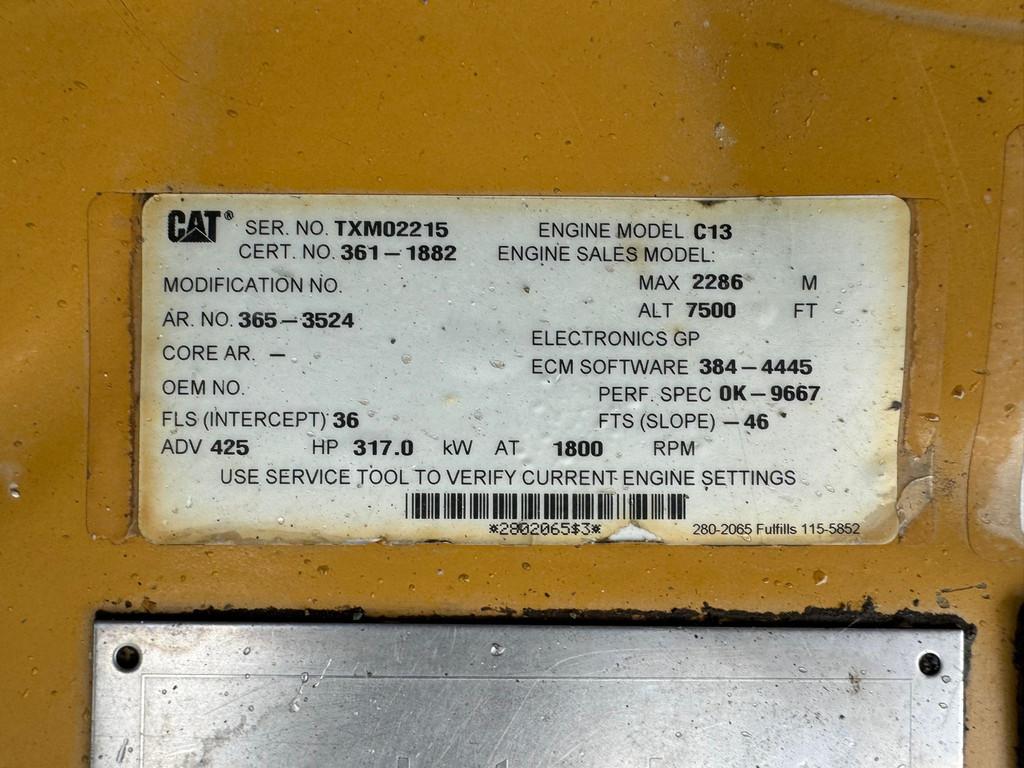 CAT® SER. NO. TXM02215 ENGINE MODEL C13
CERT. NO. 361-1882 ENGINE SALES MODEL:
MODIFICATION NO. MAX 2286 M
AR. NO. 365-3524 ALT 7500 FT
CORE AR. - ELECTRONICS GP
ECM SOFTWARE 384-4445
OEM NO. PERF. SPEC 0K-9667
FLS (INTERCEPT) 36 FTS (SLOPE) -46
ADV 425 HP 317.0 kW AT 1800 RPM
USE SERVICE TOOL TO VERIFY CURRENT ENGINE SETTINGS
*2802065$3* 280-2065 Fulfills 115-5852